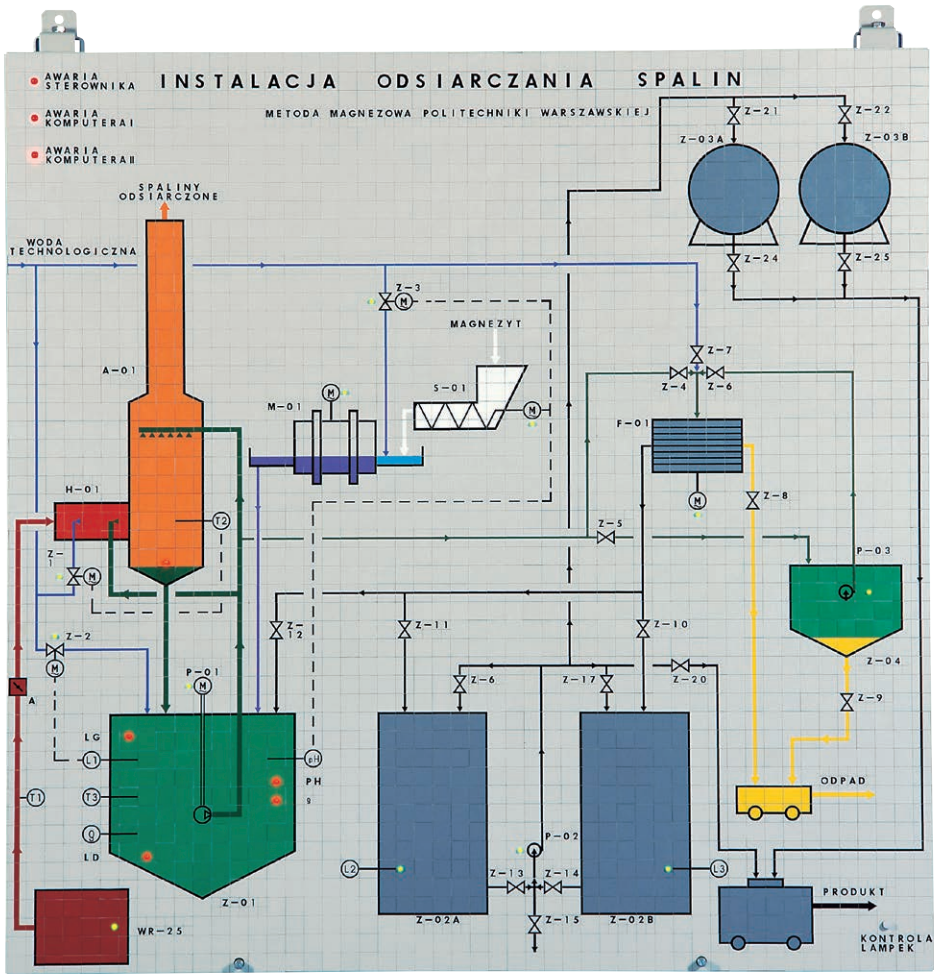 AWARIA
STEROWNIKA
INSTALACJA ODSIARCZANIA SPALIN
AWARIA
KOMPUTERA I
METODA MAGNEZOWA POLITECHNIKI WARSZAWSKIEJ
AWARIA
KOMPUTERA II
Z-21
Z-22
Z-03A
Z-03B
SPALINY
ODSIARCZONE
WODA
TECHNOLOGICZNA
Z-24
Z-25
Z-3
M
MAGNEZYT
Z-7
Z-4
Z-6
A-01
S-01
M
M-01
M
F-01
H-01
M
Z-8
T2
Z-5
Z-
1
M
P-03
Z-
12
Z-11
Z-10
Z-2
M
Z-04
P-01
M
Z-6
Z-17
Z-20
A
Z-9
LG
L1
pH
PH
T1
T3
g
ODPAD
Q
LD
P-02
L2
L3
Z-13
Z-14
Z-01
Z-02A
Z-15
Z-02B
PRODUKT
WR-25
KONTROLA
LAMPEK